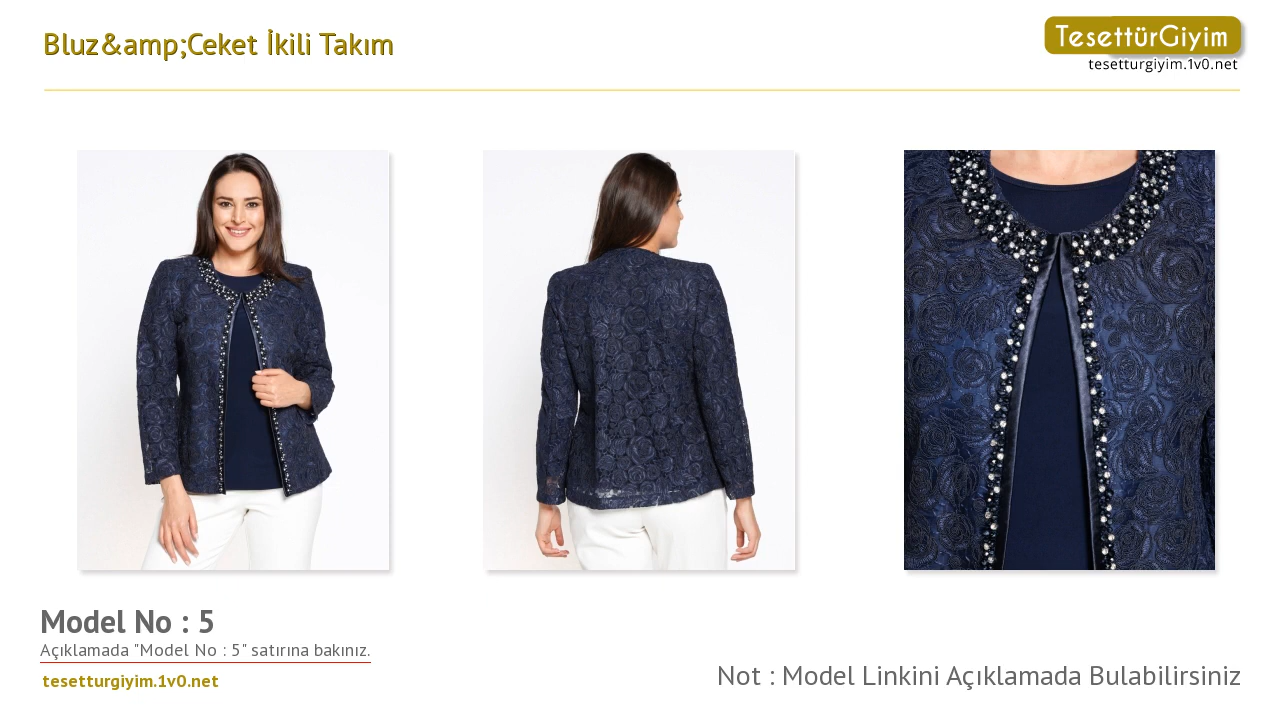 Bluz&amp;Ceket İkili Takım
TesettürGiyim
tesetturgiyim.1v0.net
Model No : 5
Açıklamada "Model No : 5" satırına bakınız.
tesetturgiyim.1v0.net
Not : Model Linkini Açıklamada Bulabilirsiniz